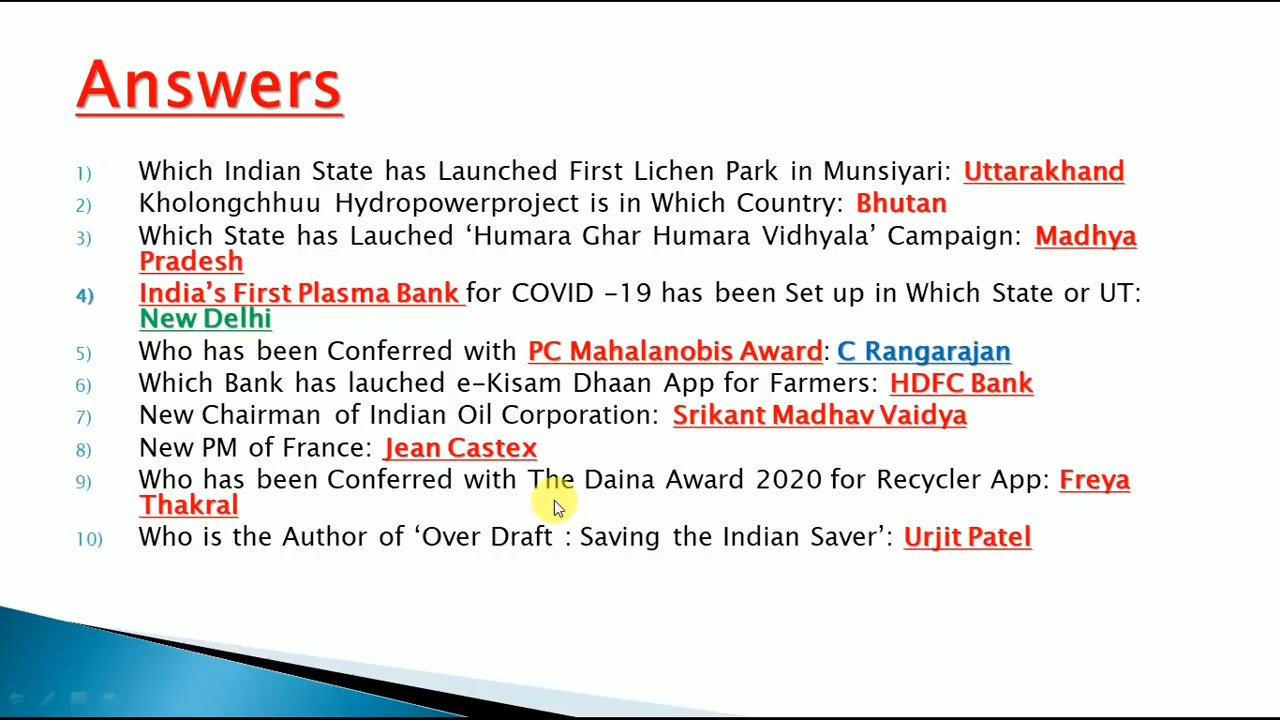 Answers
1) Which Indian State has Launched First Lichen Park in Munsiyari: Uttarakhand
2) Kholongchhuu Hydropowerproject is in Which Country: Bhutan
3) Which State has Lauched ‘Humara Ghar Humara Vidhyala’ Campaign: Madhya
Pradesh
4) India’s First Plasma Bank for COVID -19 has been Set up in Which State or UT:
New Delhi
5) Who has been Conferred with PC Mahalanobis Award: C Rangarajan
6) Which Bank has lauched e-Kisam Dhaan App for Farmers: HDFC Bank
7) New Chairman of Indian Oil Corporation: Srikant Madhav Vaidya
8) New PM of France: Jean Castex
9) Who has been Conferred with The Daina Award 2020 for Recycler App: Freya
Thakral
10) Who is the Author of ‘Over Draft : Saving the Indian Saver’: Urjit Patel